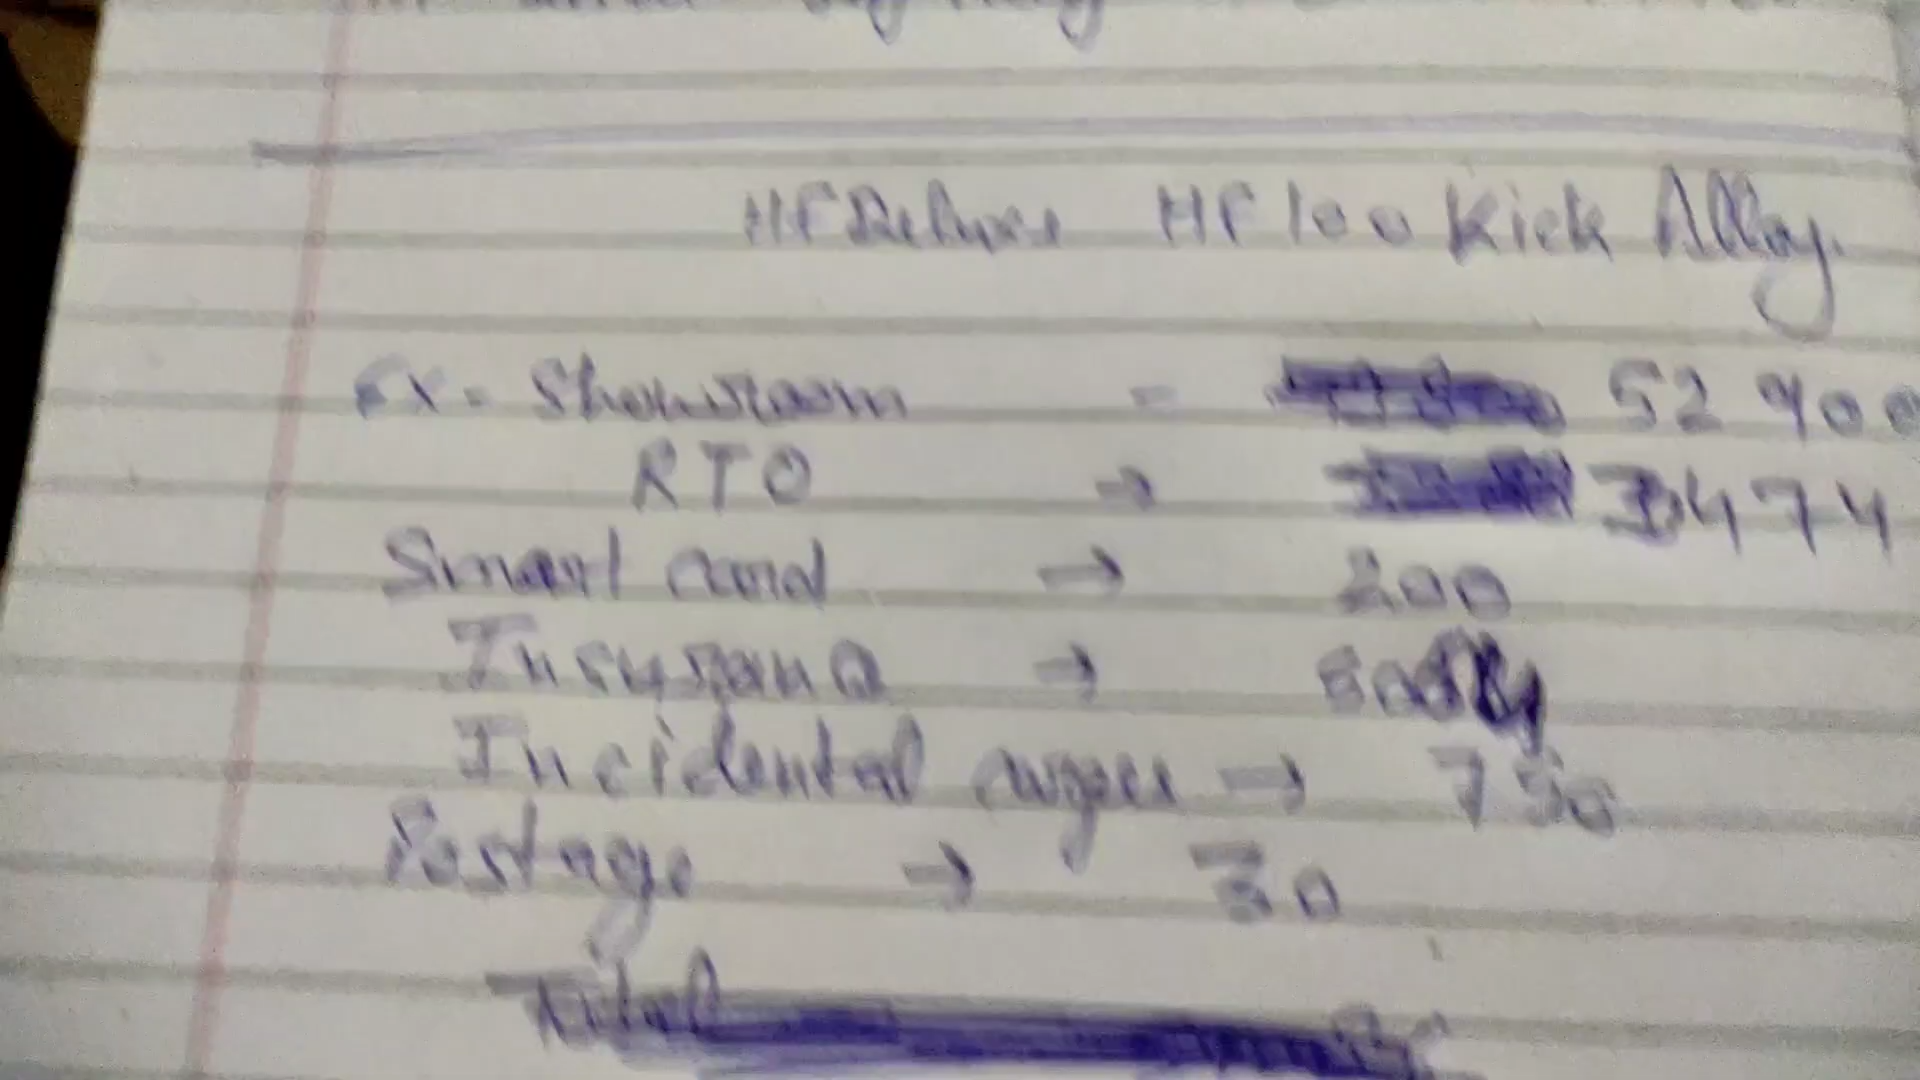 HF Deluxe HF 100 Kick Alloy.
Ex-Showroom - 52900
RTO → 3474
Smart card → 200
Insurance →
Incidental → 750
Postage → 30
Total